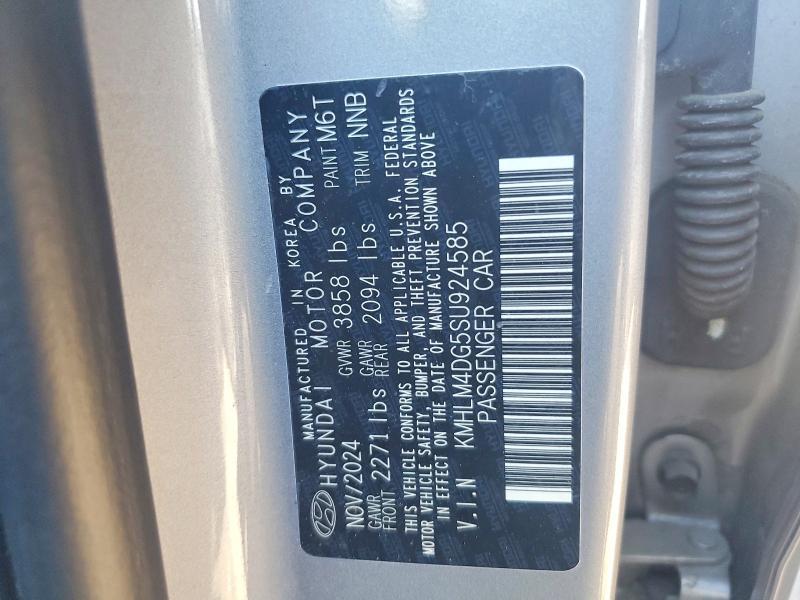 MANUFACTURED IN KOREA BY
HYUNDAI MOTOR COMPANY
NOV/2024 GVWR 3858 lbs PAINT M6T
GAWR FRONT 2271lbs GAWR REAR 2094 lbs TRIM NNB
THIS VEHICLE CONFORMS TO ALL APPLICABLE U.S.A. FEDERAL
MOTOR VEHICLE SAFETY, BUMPER, AND THEFT PREVENTION STANDARDS
IN EFFECT ON THE DATE OF MANUFACTURE SHOWN ABOVE
V.I.N KMHLM4DG5SU924585
PASSENGER CAR